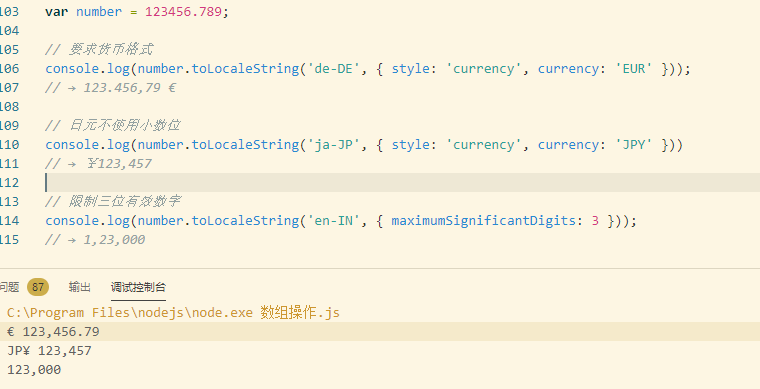 103 var number = 123456.789;
104
105 // 要求货币格式
106 console.log(number.toLocaleString('de-DE', { style: 'currency', currency: 'EUR' }));
107 // → 123.456,79 €
108
109 // 日元不使用小数位
110 console.log(number.toLocaleString('ja-JP', { style: 'currency', currency: 'JPY' }))
111 // → ￥123,457
112
113 // 限制三位有效数字
114 console.log(number.toLocaleString('en-IN', { maximumSignificantDigits: 3 }));
115 // → 1,23,000
问题 87 输出 调试控制台
C:\Program Files\nodejs\node.exe 数组操作.js
€ 123,456.79
JP¥ 123,457
123,000